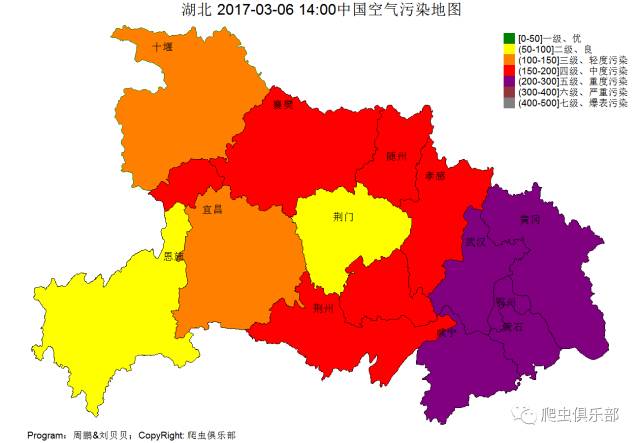 湖北 2017-03-06 14:00中国空气污染地图
[0-50]一级、优
(50-100]二级、良
(100-150]三级、轻度污染
(150-200]四级、中度污染
(200-300]五级、重度污染
(300-400]六级、严重污染
(400-500]七级、爆表污染
十堰
襄樊
随州
孝感
宜昌
荆门
黄冈
武汉
恩施
鄂州
荆州
黄石
咸宁
爬虫俱乐部
Program：周鹏&刘贝贝；CopyRight: 爬虫俱乐部